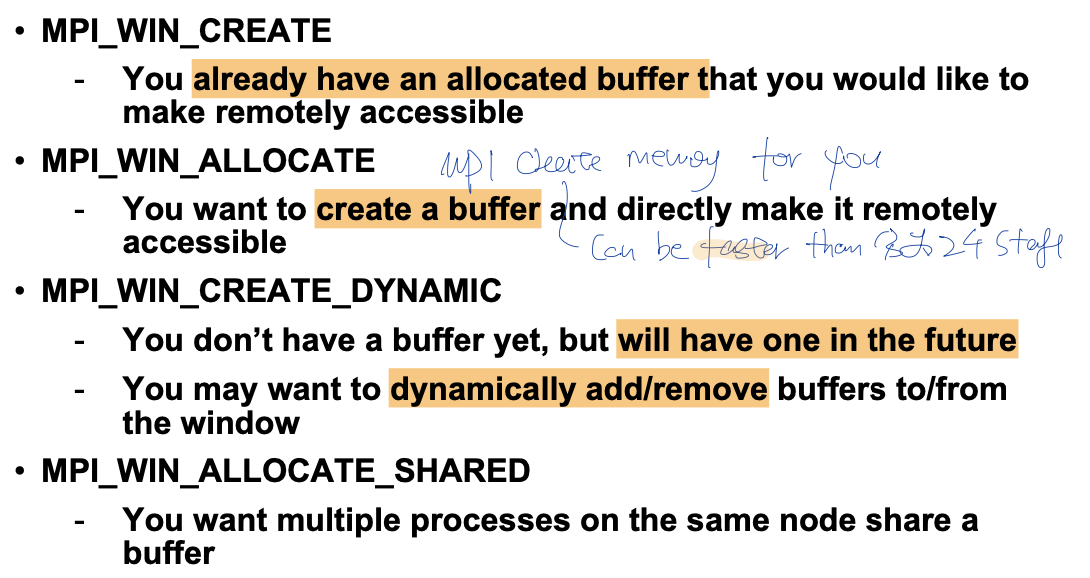 • MPI_WIN_CREATE
- You already have an allocated buffer that you would like to
make remotely accessible
• MPI_WIN_ALLOCATE MPI create memory for you
- You want to create a buffer and directly make it remotely
accessible can be faster than
• MPI_WIN_CREATE_DYNAMIC
- You don’t have a buffer yet, but will have one in the future
- You may want to dynamically add/remove buffers to/from
the window
• MPI_WIN_ALLOCATE_SHARED
- You want multiple processes on the same node share a
buffer